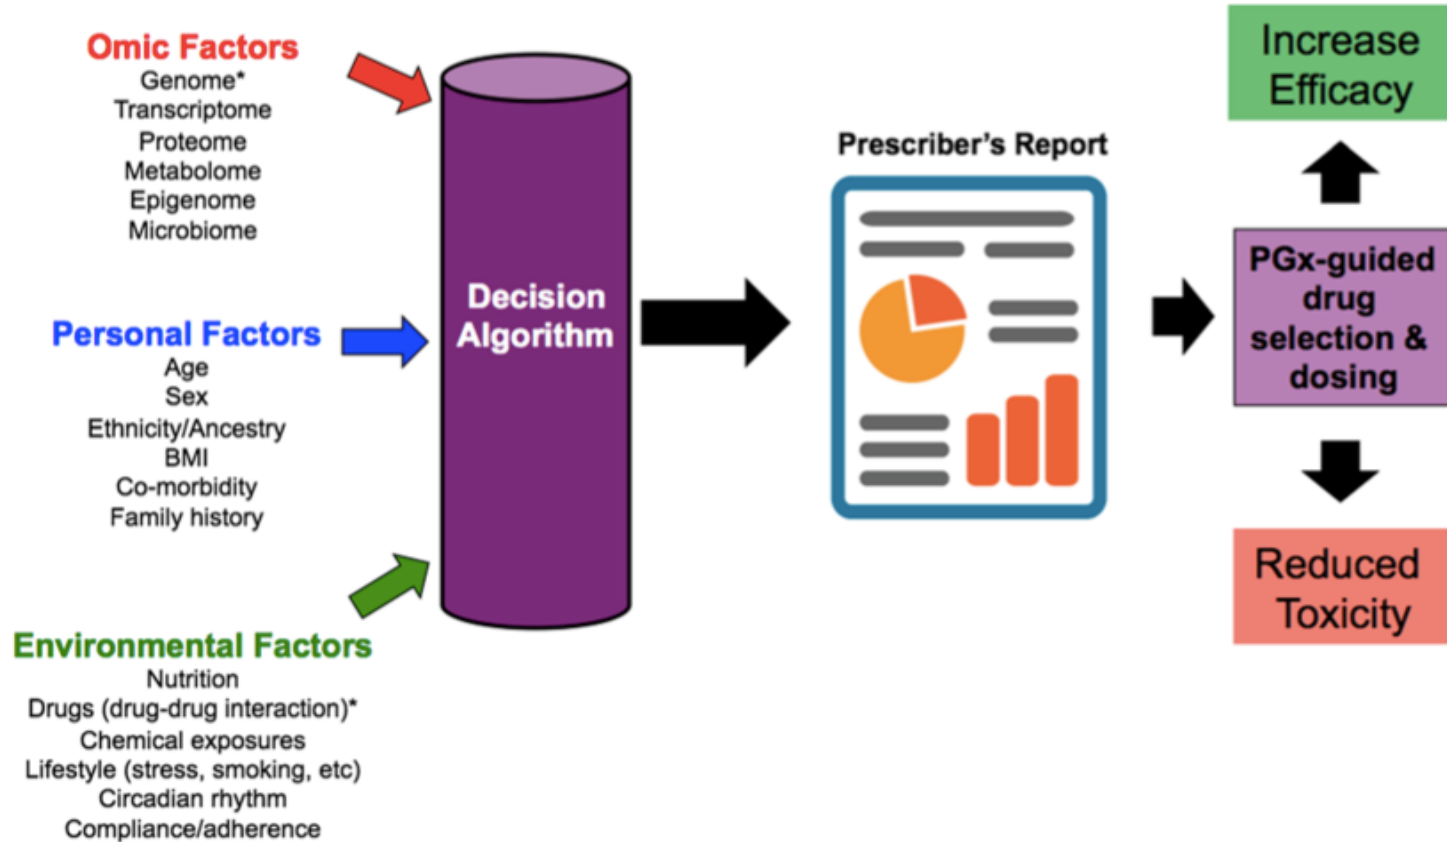 Omic Factors
Genome*
Transcriptome
Proteome
Metabolome
Epigenome
Microbiome
Personal Factors
Age
Sex
Ethnicity/Ancestry
BMI
Co-morbidity
Family history
Environmental Factors
Nutrition
Drugs (drug-drug interaction)*
Chemical exposures
Lifestyle (stress, smoking, etc)
Circadian rhythm
Compliance/adherence
Decision
Algorithm
Prescriber's Report
Increase
Efficacy
PGx-guided
drug
selection &
dosing
Reduced
Toxicity